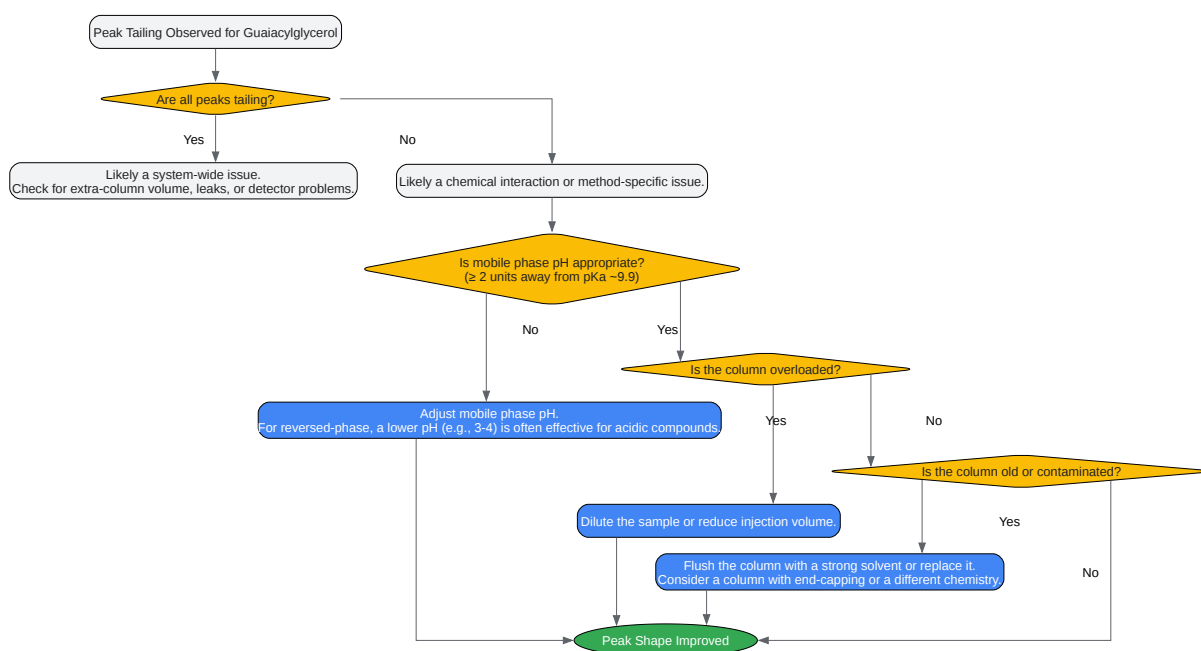 Peak Tailing Observed for Guaiacylglycerol
Are all peaks tailing?
Yes
No
Likely a system-wide issue.
Check for extra-column volume, leaks, or detector problems.
Likely a chemical interaction or method-specific issue.
Is mobile phase pH appropriate?
(≥ 2 units away from pKa ~9.9)
No
Yes
Is the column overloaded?
Adjust mobile phase pH.
For reversed-phase, a lower pH (e.g., 3-4) is often effective for acidic compounds.
Yes
No
Is the column old or contaminated?
Dilute the sample or reduce injection volume.
Yes
Flush the column with a strong solvent or replace it.
Consider a column with end-capping or a different chemistry.
No
Peak Shape Improved